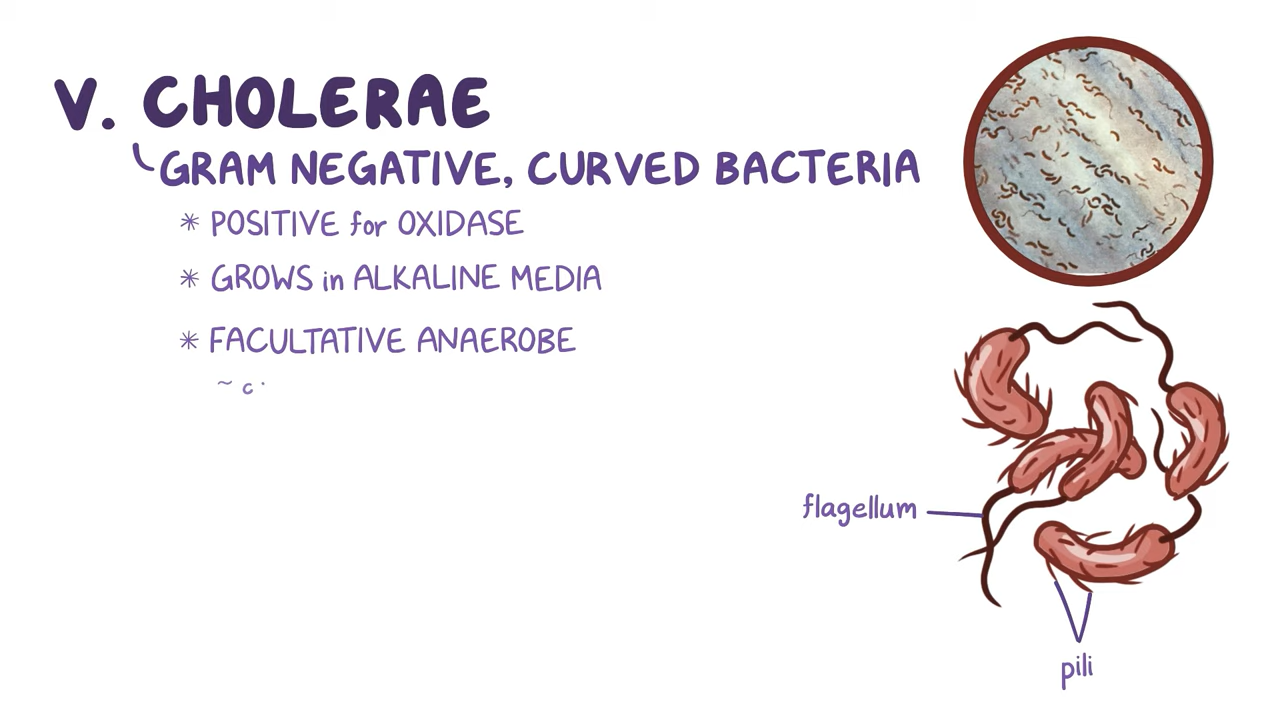 V. CHOLERAE
GRAM NEGATIVE, CURVED BACTERIA
* POSITIVE for OXIDASE
* GROWS in ALKALINE MEDIA
* FACULTATIVE ANAEROBE
~ c
flagellum
pili